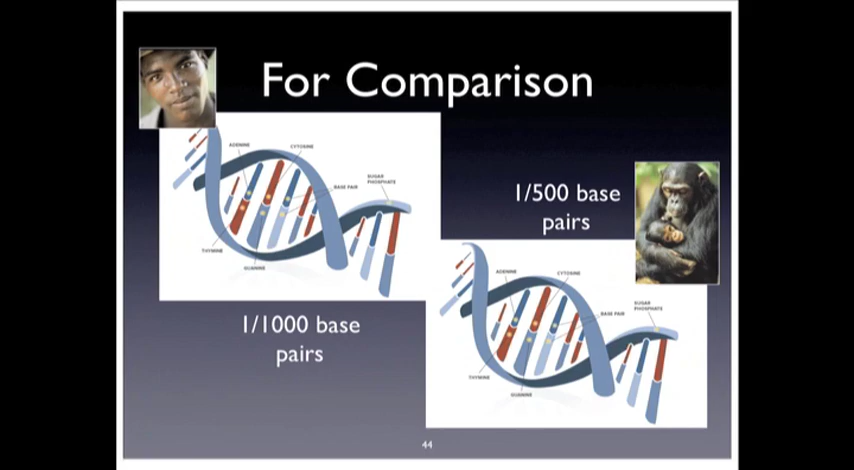 For Comparison
ADENINE
CYTOSINE
BASE PAIR
SUGAR
PHOSPHATE
THYMINE
GUANINE
1/1000 base
pairs
1/500 base
pairs
ADENINE
CYTOSINE
BASE PAIR
SUGAR
PHOSPHATE
THYMINE
GUANINE
44